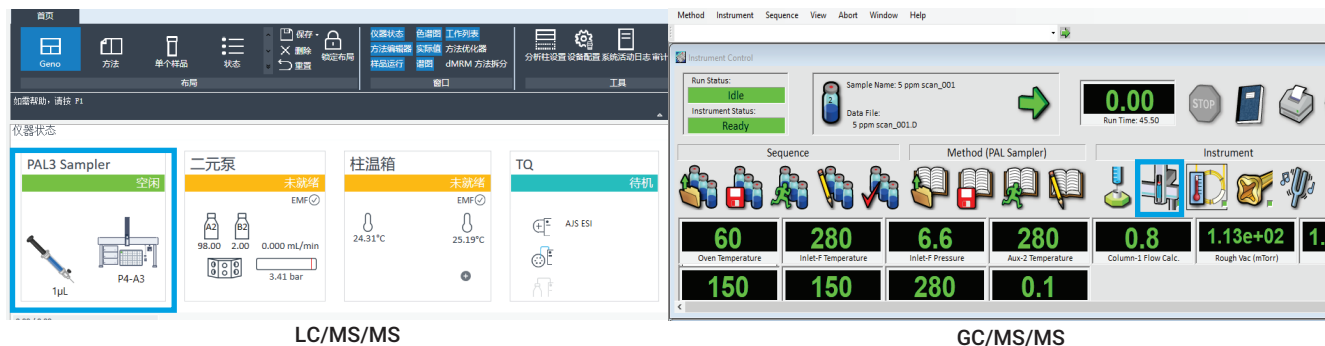 首页
Geno
方法
单个样品
状态
保存
删除
重置
锁定布局
布局
仪器状态 色谱图 工作列表
方法编辑器 实际值 方法优化器
样品运行 谱图 dMRM 方法拆分
窗口
分析柱设置 设备配置 系统活动日志 审计
工具
如需帮助，请按 F1
仪器状态
PAL3 Sampler
空闲
1µL
P4-A3
二元泵
未就绪
EMF
A2 B2
98.00 2.00 0.000 mL/min
3.41 bar
柱温箱
未就绪
EMF
24.31°C 25.19°C
TQ
待机
AJS ESI
LC/MS/MS
Method Instrument Sequence View Abort Window Help
Instrument Control
Run Status:
Idle
Instrument Status:
Ready
2
Sample Name: 5 ppm scan_001
Data File:
5 ppm scan_001.D
0.00
Run Time: 45.50
STOP
Sequence Method (PAL Sampler) Instrument
60 280 6.6 280 0.8 1.13e+02 1.
Oven Temperature Inlet-F Temperature Inlet-F Pressure Aux-2 Temperature Column-1 Flow Calc. Rough Vac (mTorr)
150 150 280 0.1
GC/MS/MS